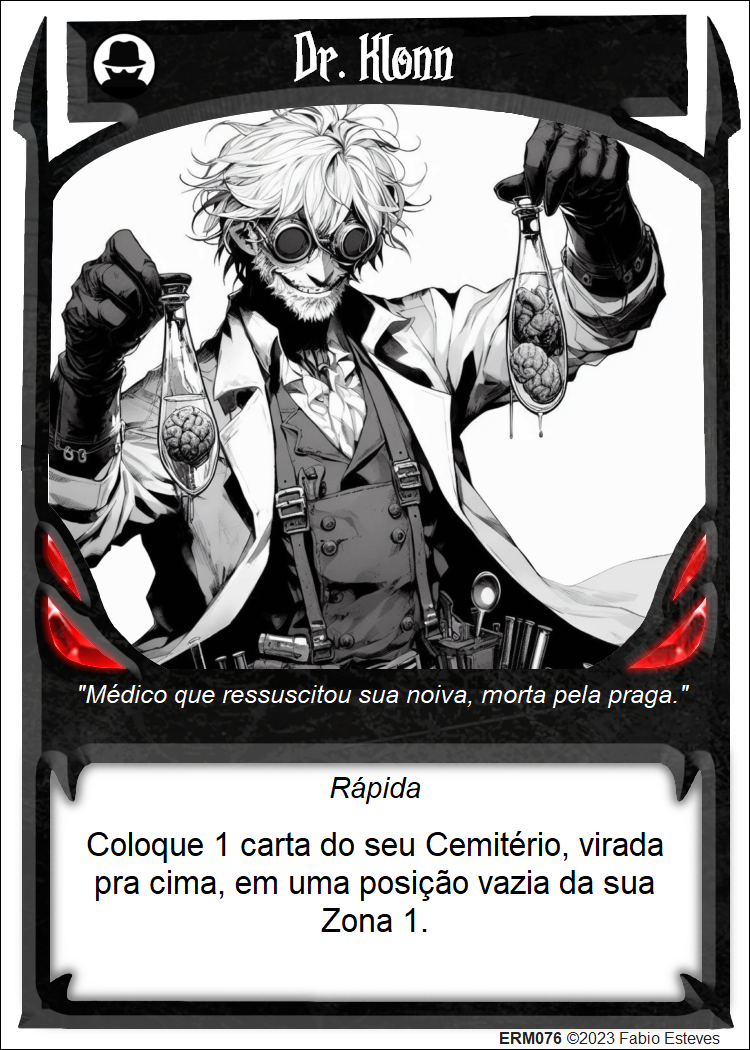 Dr. Klonn
"Médico que ressuscitou sua noiva, morta pela praga."
Rápida
Coloque 1 carta do seu Cemitério, virada
pra cima, em uma posição vazia da sua
Zona 1.
ERM076 ©2023 Fabio Esteves